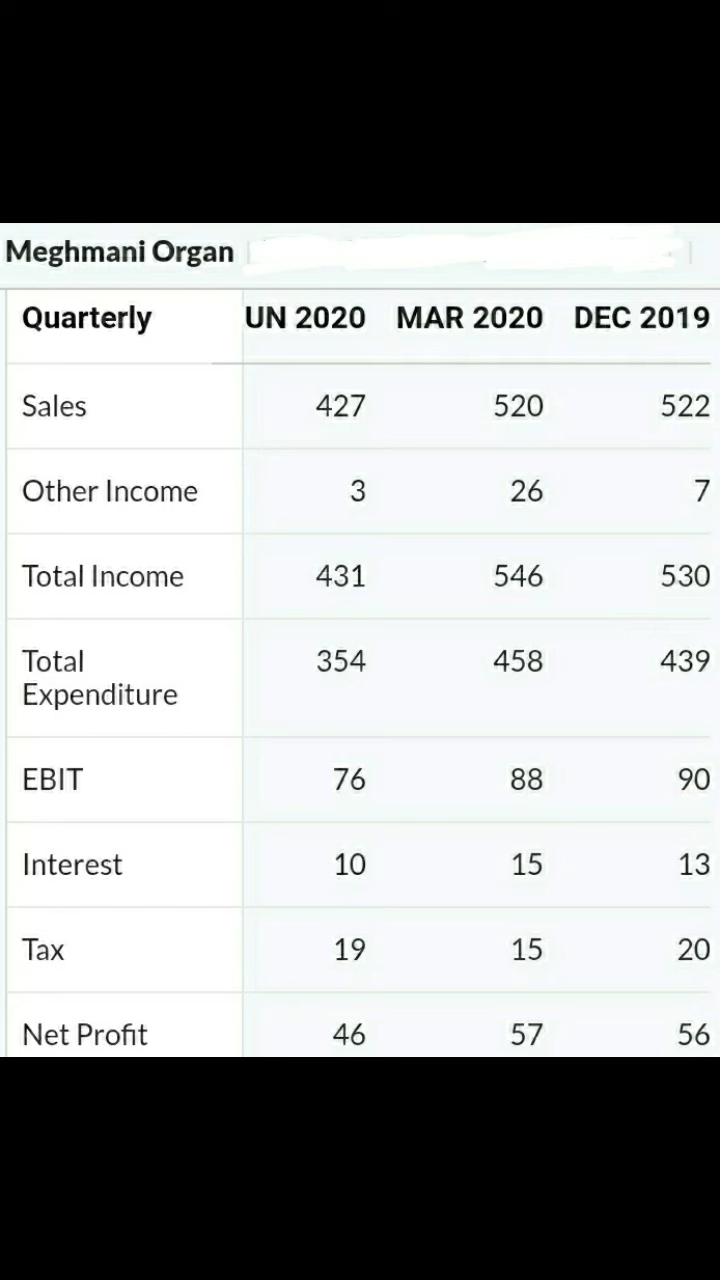 Meghmani Organ
Quarterly UN 2020 MAR 2020 DEC 2019
Sales 427 520 522
Other Income 3 26 7
Total Income 431 546 530
Total 354 458 439
Expenditure
EBIT 76 88 90
Interest 10 15 13
Tax 19 15 20
Net Profit 46 57 56